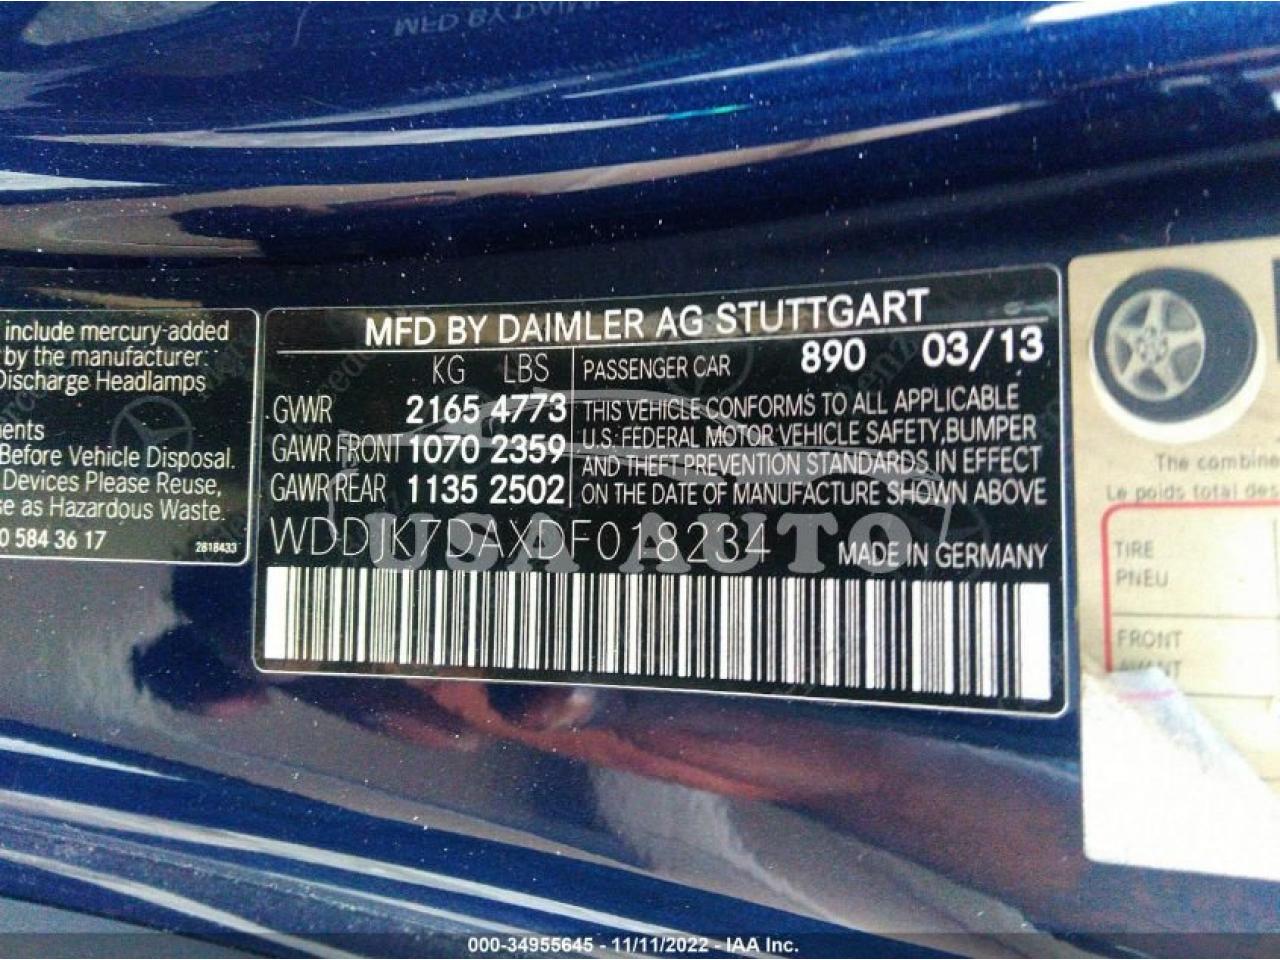 include mercury-added
by the manufacturer:
Discharge Headlamps
Before Vehicle Disposal.
Devices Please Reuse,
as Hazardous Waste.
0 584 3 6 17
2818433
MFD BY DAIMLER AG STUTTGART
KG LBS PASSENGER CAR 890 03/13
GVWR 2165 4773 THIS VEHICLE CONFORMS TO ALL APPLICABLE
GAWR FRONT 1070 2359 U.S. FEDERAL MOTOR VEHICLE SAFETY, BUMPER
AND THEFT PREVENTION STANDARDS IN EFFECT
GAWR REAR 1135 2502 ON THE DATE OF MANUFACTURE SHOWN ABOVE
WDDJK7DAXDF018234 MADE IN GERMANY
USA AUTO
The combine
Le poids total des
TIRE
PNEU
FRONT
AVANT
000-34955645 - 11/11/2022 - IAA Inc.